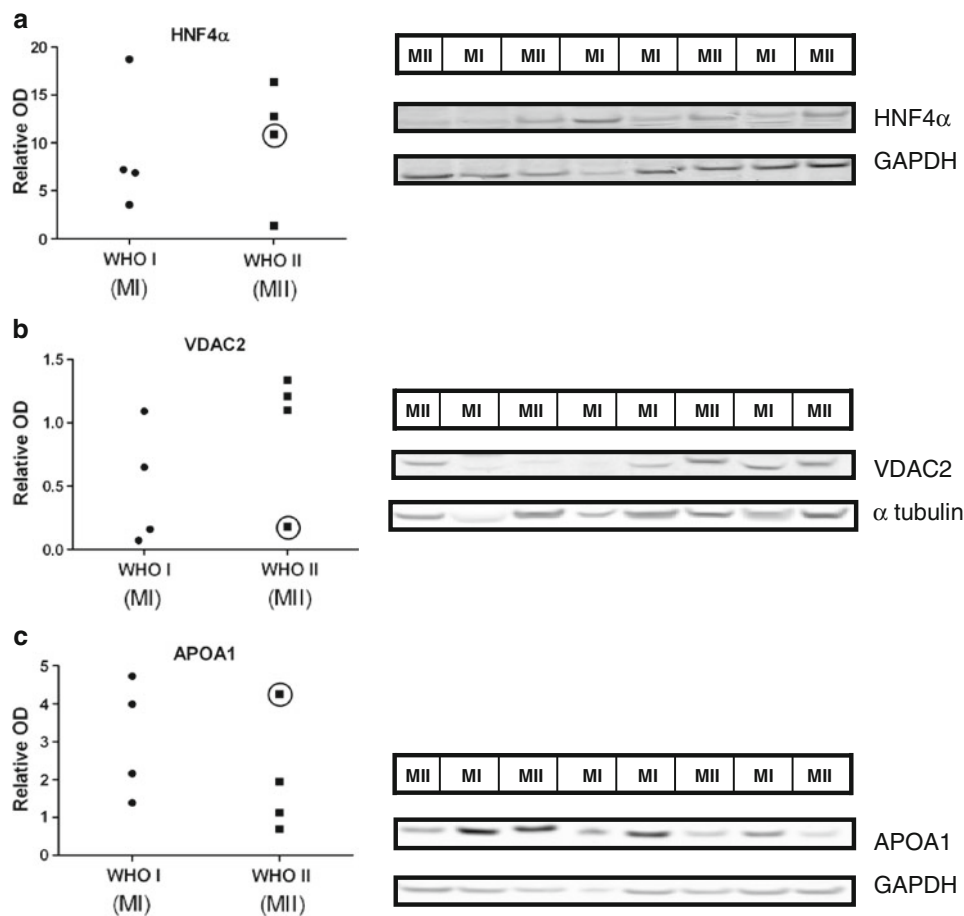 a
HNF4α
Relative OD
20
15
10
5
0
WHO I
(MI)
WHO II
(MII)
MII MI MII MI MI MII MI MII
HNF4α
GAPDH
b
VDAC2
Relative OD
1.5
1.0
0.5
0.0
WHO I
(MI)
WHO II
(MII)
MII MI MII MI MI MII MI MII
VDAC2
α tubulin
c
APOA1
Relative OD
5
4
3
2
1
0
WHO I
(MI)
WHO II
(MII)
MII MI MII MI MI MII MI MII
APOA1
GAPDH